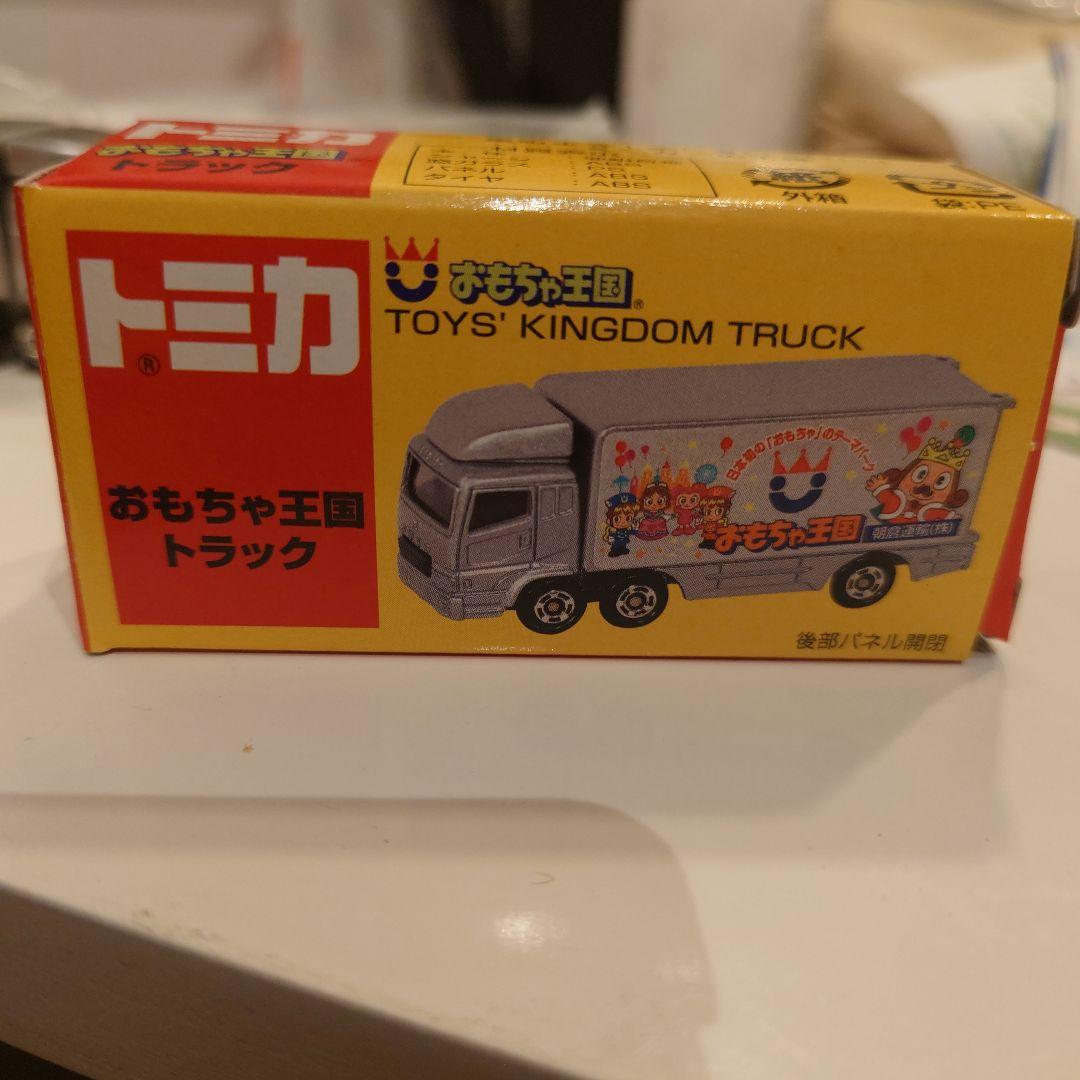 トミカ
おもちゃ王国
トラック
タイヤ
ABS
ABS
外箱
袋:PE
トミカ®
おもちゃ王国®
TOYS' KINGDOM TRUCK
おもちゃ王国
トラック
日本初の「おもちゃ」のテーマパーク
おもちゃ王国
朝倉運輸(株)
後部パネル開閉